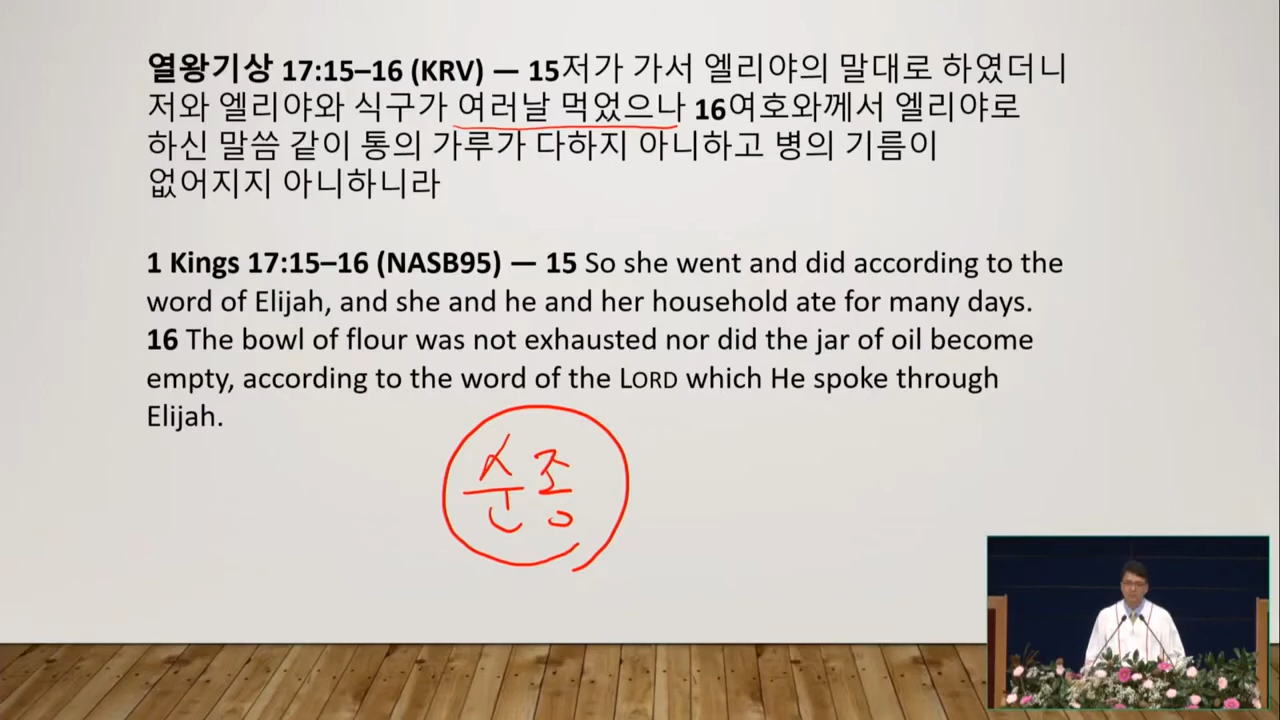 열왕기상 17:15–16 (KRV) — 15저가 가서 엘리야의 말대로 하였더니
저와 엘리야와 식구가 여러날 먹었으나 16여호와께서 엘리야로
하신 말씀 같이 통의 가루가 다하지 아니하고 병의 기름이
없어지지 아니하니라
1 Kings 17:15–16 (NASB95) — 15 So she went and did according to the
word of Elijah, and she and he and her household ate for many days.
16 The bowl of flour was not exhausted nor did the jar of oil become
empty, according to the word of the LORD which He spoke through
Elijah.
순종